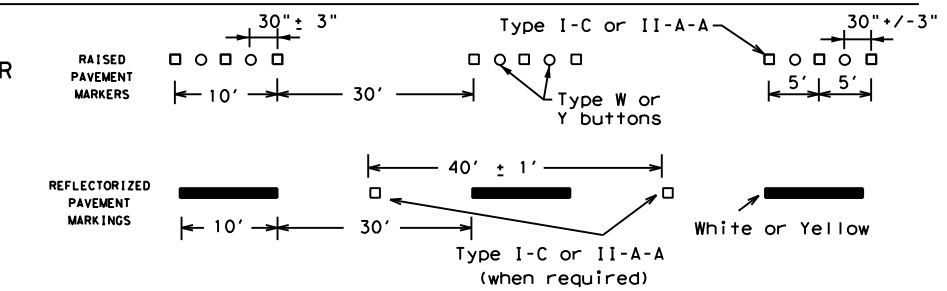 30"± 3"
Type I-C or II-A-A
30"+/-3"
R
RAISED
PAVEMENT
MARKERS
10'
30'
5' 5'
Type W or
Y buttons
REFLECTORIZED
PAVEMENT
MARKINGS
40' ± 1'
10'
30'
White or Yellow
Type I-C or II-A-A
(when required)